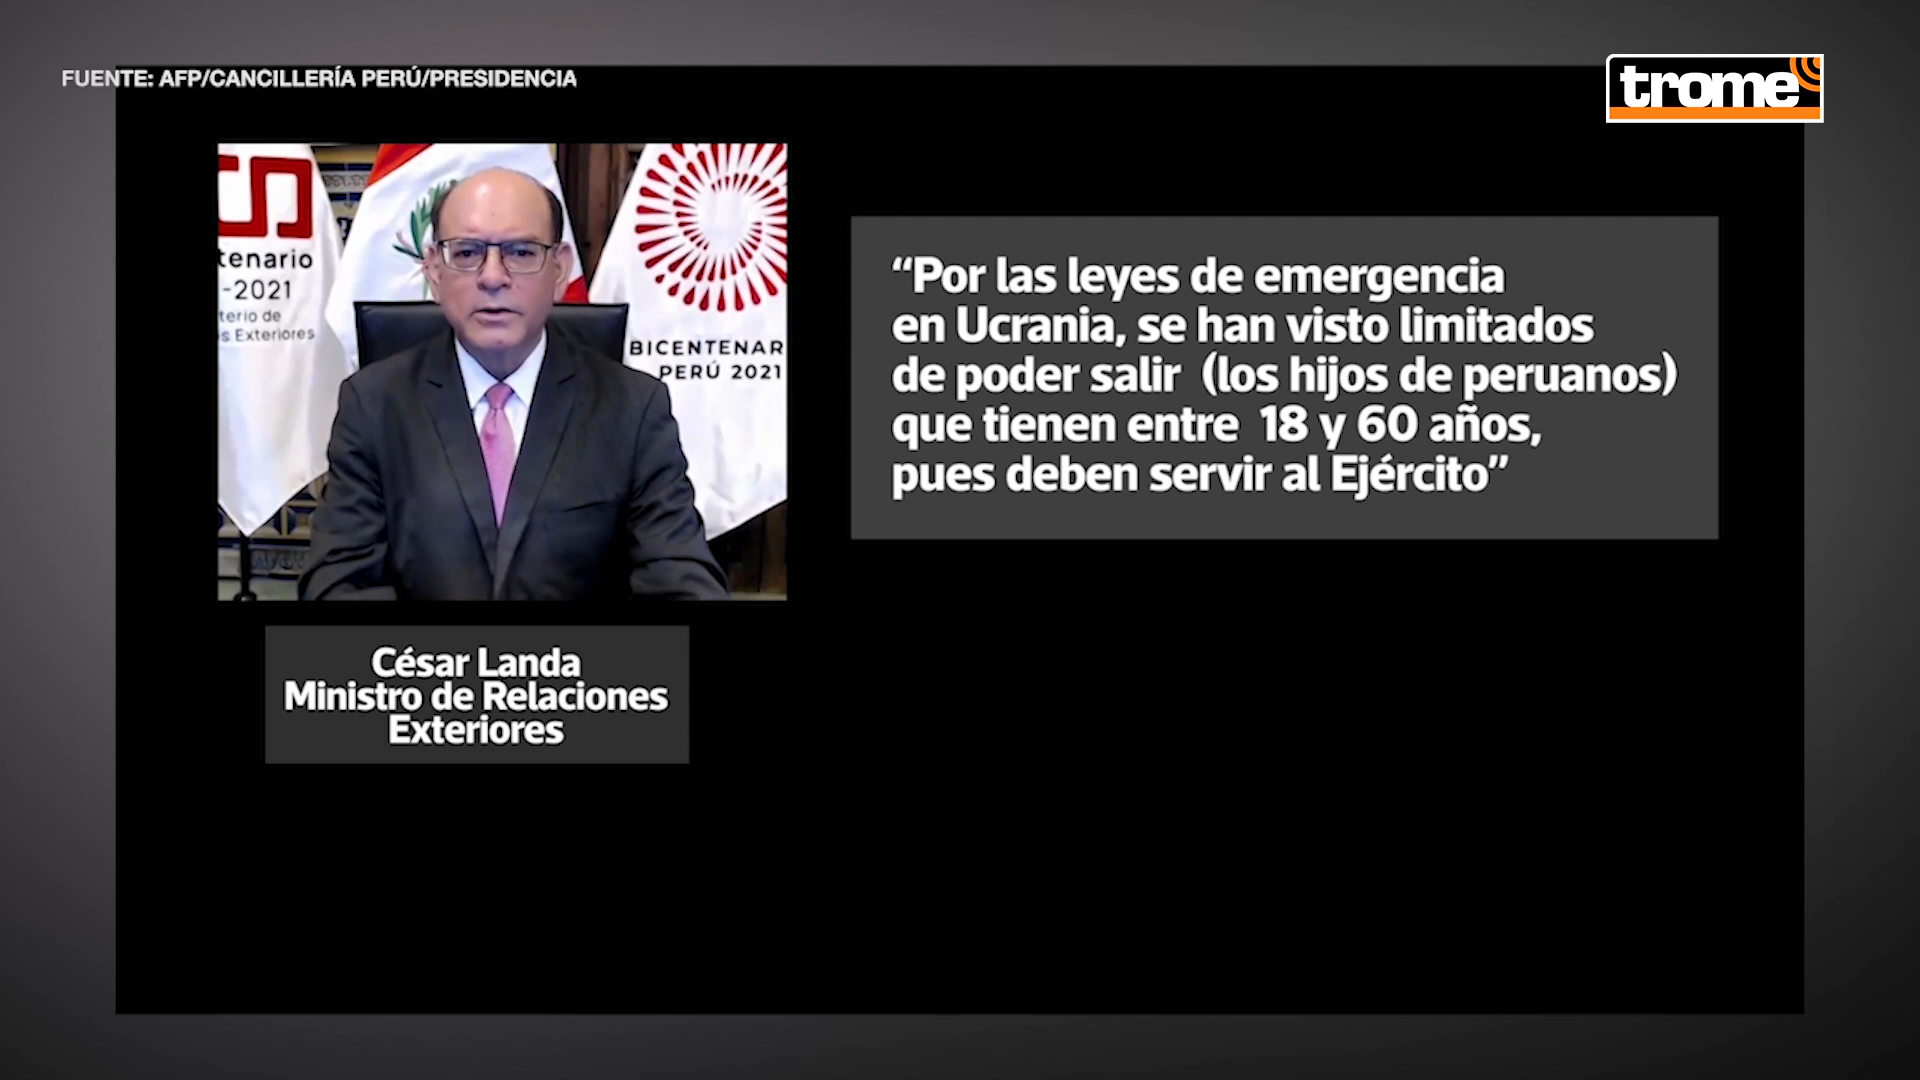 FUENTE: AFP/CANCILLERÍA PERÚ/PRESIDENCIA
trome
tenario
-2021
terio de
s Exteriores
BICENTENAR
PERÚ 2021
“Por las leyes de emergencia
en Ucrania, se han visto limitados
de poder salir (los hijos de peruanos)
que tienen entre 18 y 60 años,
pues deben servir al Ejército”
César Landa
Ministro de Relaciones
Exteriores